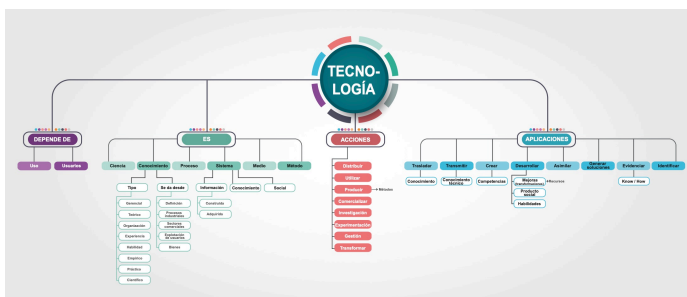 TECNO-
LOGÍA
DEPENDE DE
ES
ACCIONES
APLICACIONES
Uso
Usuarios
Ciencia
Conocimiento
Proceso
Sistema
Medio
Método
Distribuir
Utilizar
Producir
Métodos
Comercializar
Investigación
Experimentación
Gestión
Transformar
Trasladar
Transmitir
Crear
Desarrollar
Asimilar
Generar
soluciones
Evidenciar
Identificar
Tipo
Se da desde
Información
Conocimiento
Social
Conocimiento
Conocimiento
técnico
Competencias
Mejoras
(transformaciones)
Recursos
Know / How
Producto
social
Habilidades
Gerencial
Teórico
Organización
Experiencia
Habilidad
Empírico
Práctico
Científico
Definición
Procesos
industriales
Sectores
comerciales
Explotación
de usuarios
Bienes
Construida
Adquirida